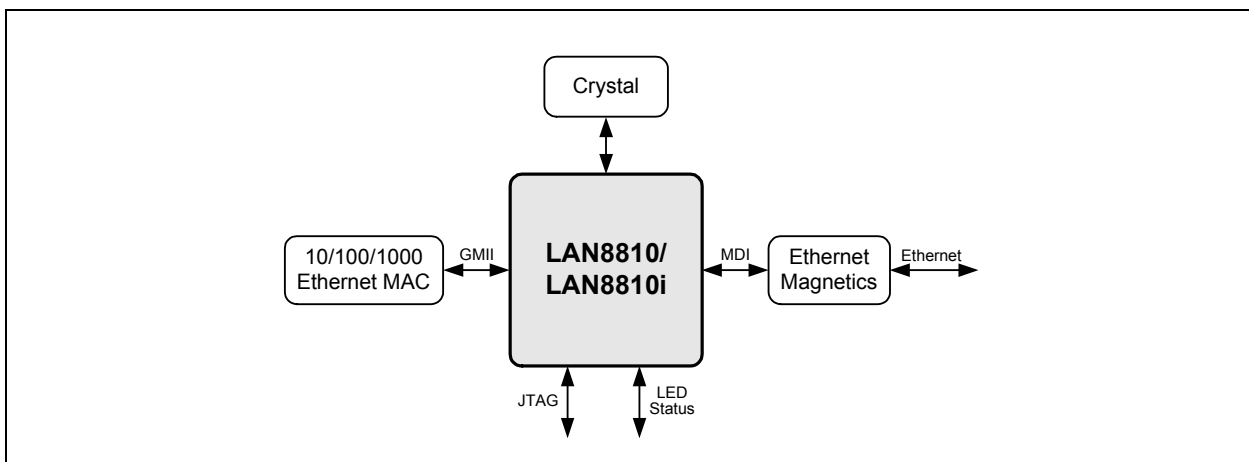 Crystal
10/100/1000
Ethernet MAC
GMII
LAN8810/
LAN8810i
MDI
Ethernet
Magnetics
Ethernet
JTAG
LED
Status